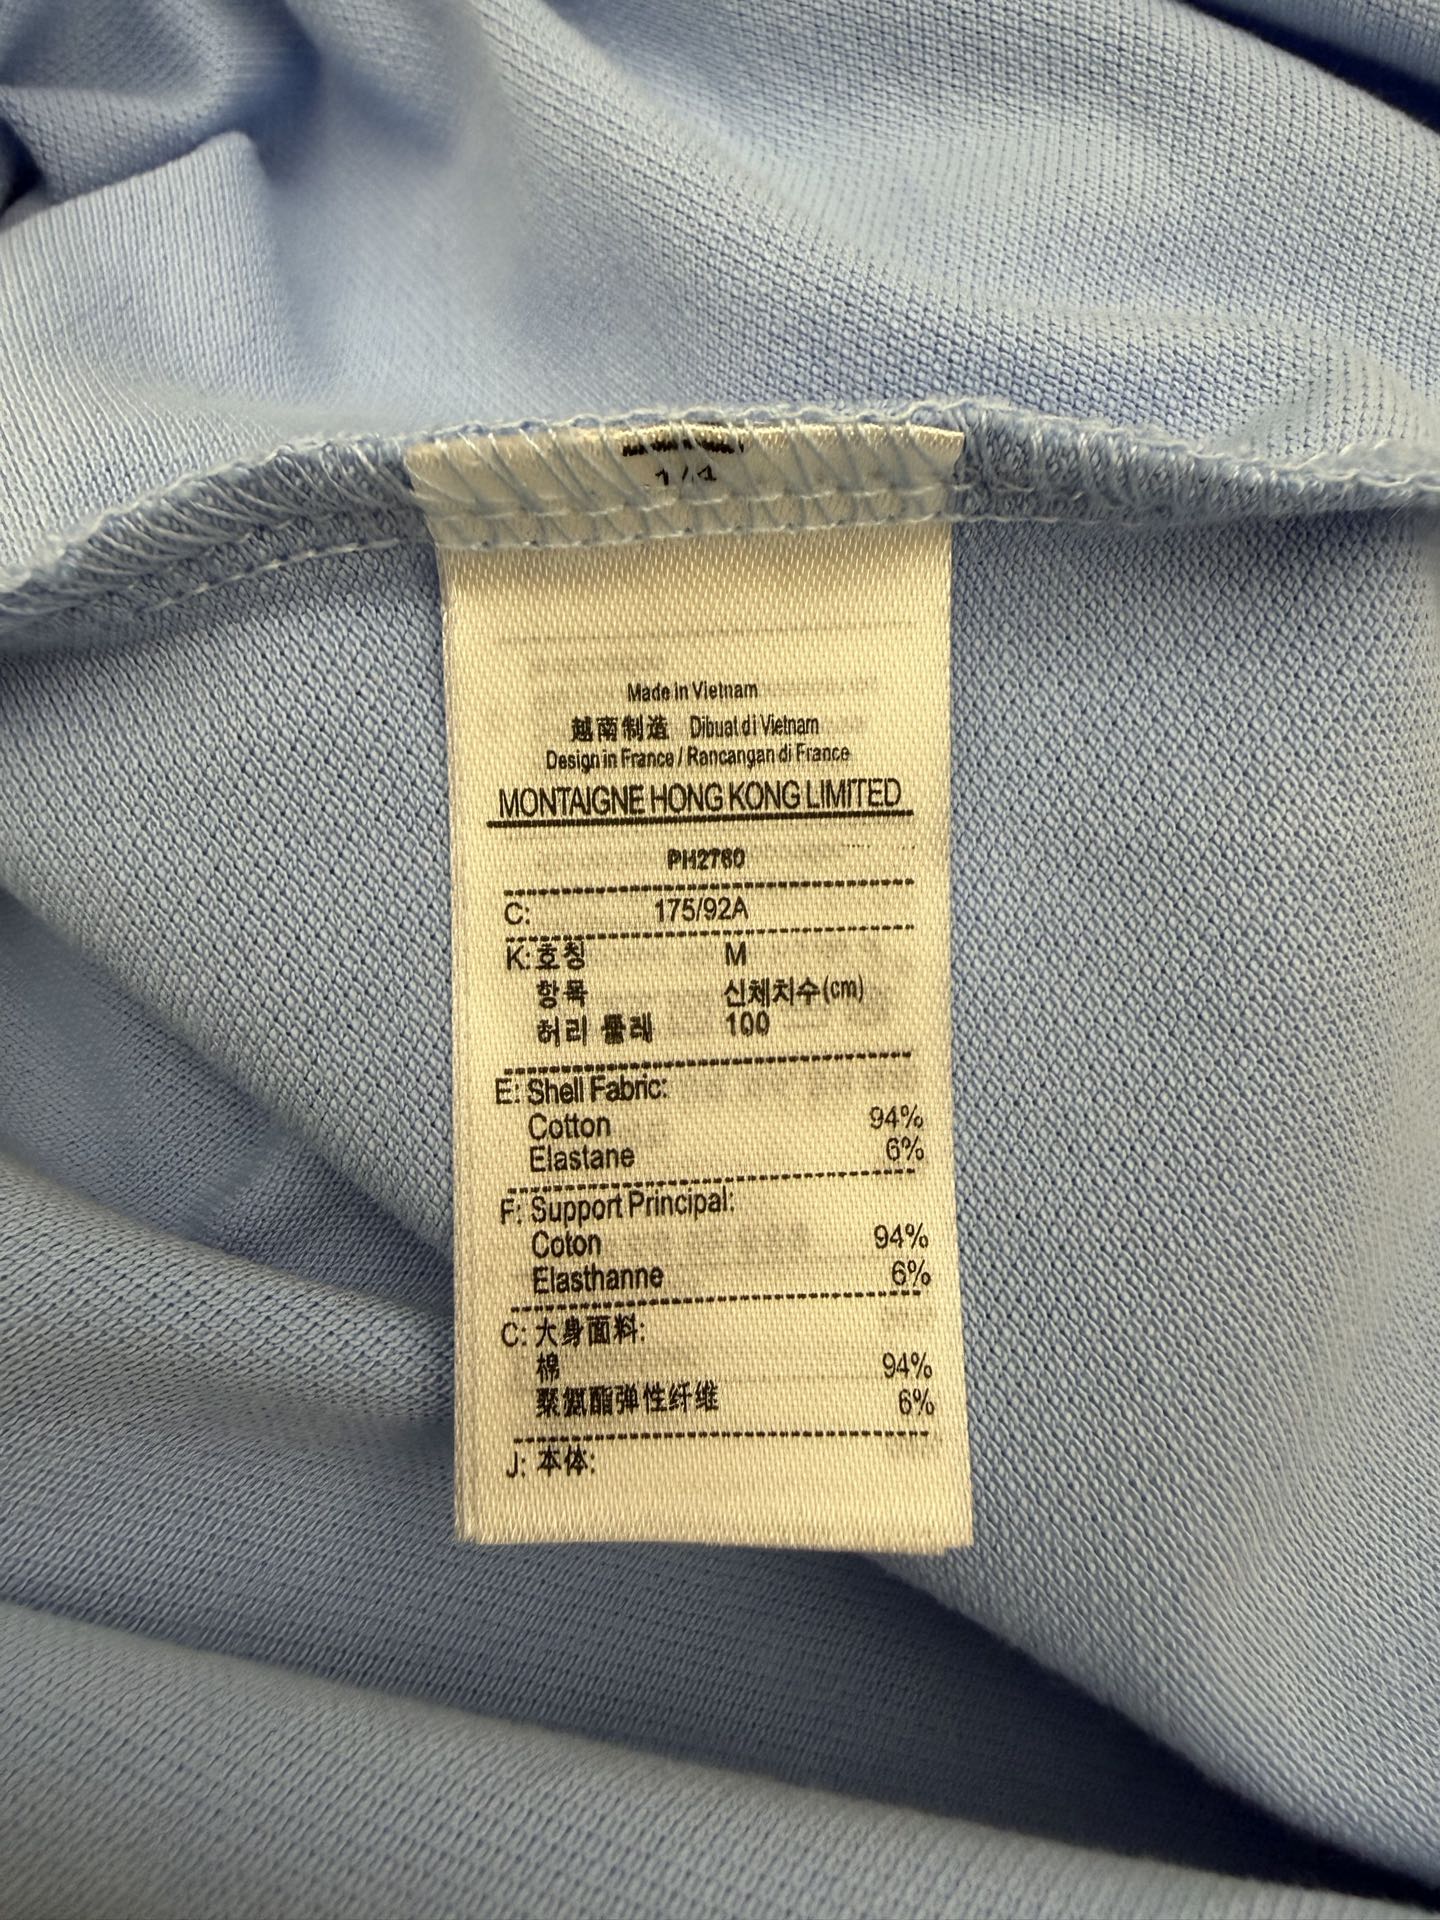 1/4
Made in Vietnam
越南制造 Dibuat di Vietnam
Design in France / Rancangan di France
MONTAIGNE HONG KONG LIMITED
PH2760
C: 175/92A
K: 호칭 M
항목 신체치수(cm)
허리 둘레 100
E: Shell Fabric:
Cotton 94%
Elastane 6%
F: Support Principal:
Coton 94%
Elasthanne 6%
C: 大身面料:
棉 94%
聚氨酯弹性纤维 6%
J: 本体: